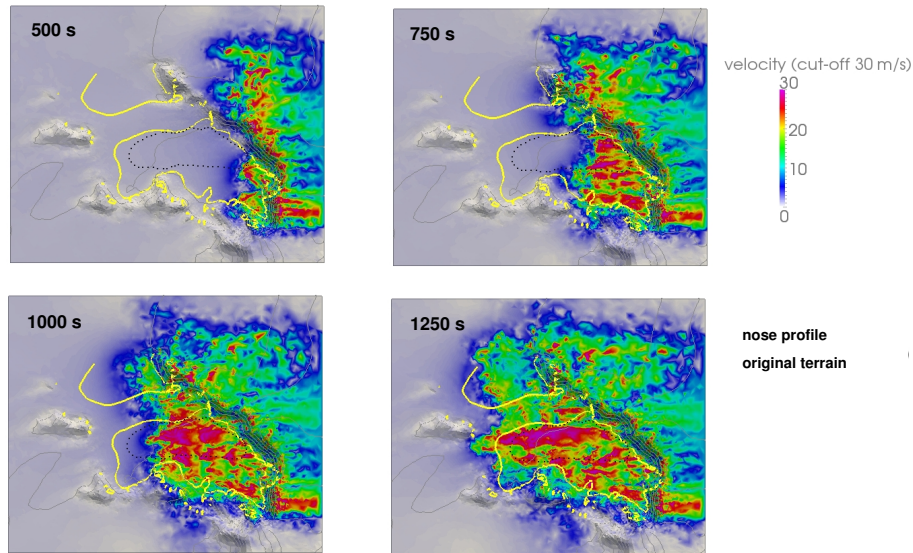 500 s
750 s
velocity (cut-off 30 m/s)
30
20
10
0
1000 s
1250 s
nose profile
original terrain